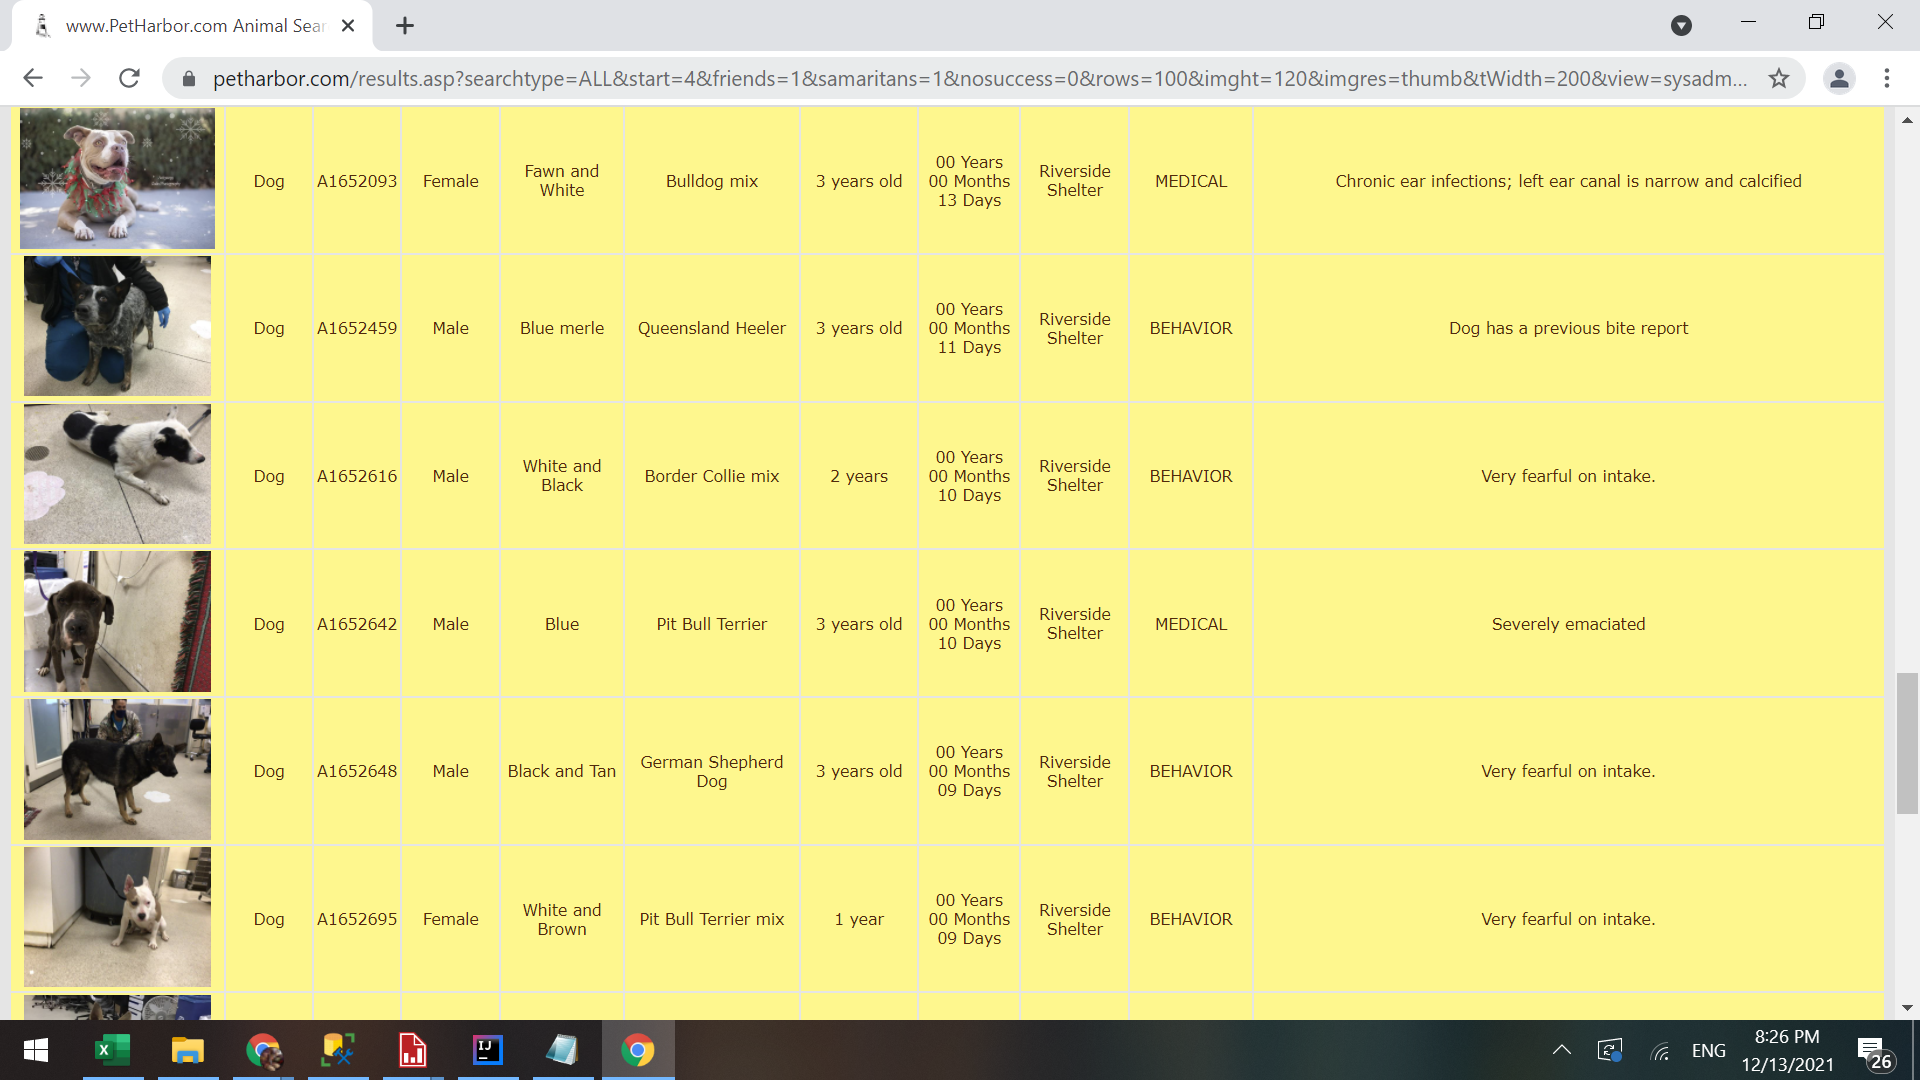 www.PetHarbor.com Animal Sear
petharbor.com/results.asp?searchtype=ALL&start=4&friends=1&samaritans=1&nosuccess=0&rows=100&imght=120&imgres=thumb&tWidth=200&view=sysadm...
Dog A1652093 Female Fawn and White Bulldog mix 3 years old 00 Years 00 Months 13 Days Riverside Shelter MEDICAL Chronic ear infections; left ear canal is narrow and calcified
Dog A1652459 Male Blue merle Queensland Heeler 3 years old 00 Years 00 Months 11 Days Riverside Shelter BEHAVIOR Dog has a previous bite report
Dog A1652616 Male White and Black Border Collie mix 2 years 00 Years 00 Months 10 Days Riverside Shelter BEHAVIOR Very fearful on intake.
Dog A1652642 Male Blue Pit Bull Terrier 3 years old 00 Years 00 Months 10 Days Riverside Shelter MEDICAL Severely emaciated
Dog A1652648 Male Black and Tan German Shepherd Dog 3 years old 00 Years 00 Months 09 Days Riverside Shelter BEHAVIOR Very fearful on intake.
Dog A1652695 Female White and Brown Pit Bull Terrier mix 1 year 00 Years 00 Months 09 Days Riverside Shelter BEHAVIOR Very fearful on intake.
IJ
ENG
8:26 PM
12/13/2021
26